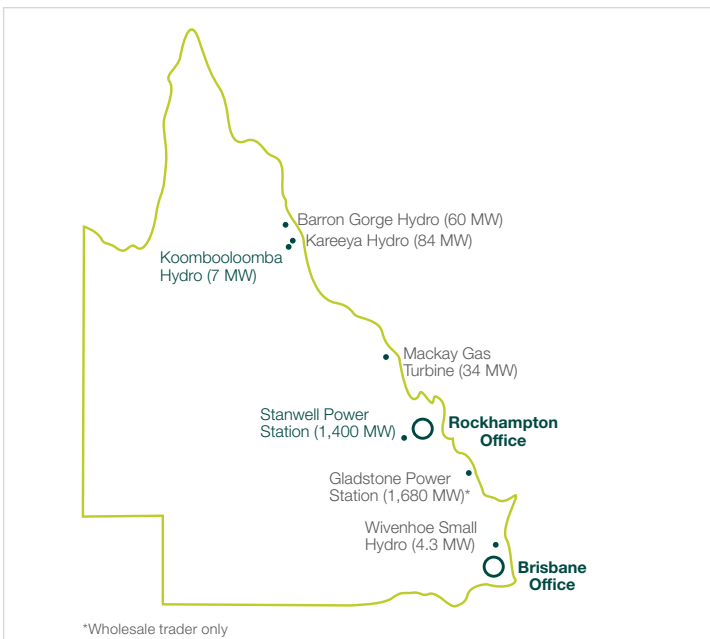 Barron Gorge Hydro (60 MW)
Kareeya Hydro (84 MW)
Koombooloomba
Hydro (7 MW)
Mackay Gas
Turbine (34 MW)
Stanwell Power
Station (1,400 MW)
Rockhampton
Office
Gladstone Power
Station (1,680 MW)*
Wivenhoe Small
Hydro (4.3 MW)
Brisbane
Office
*Wholesale trader only